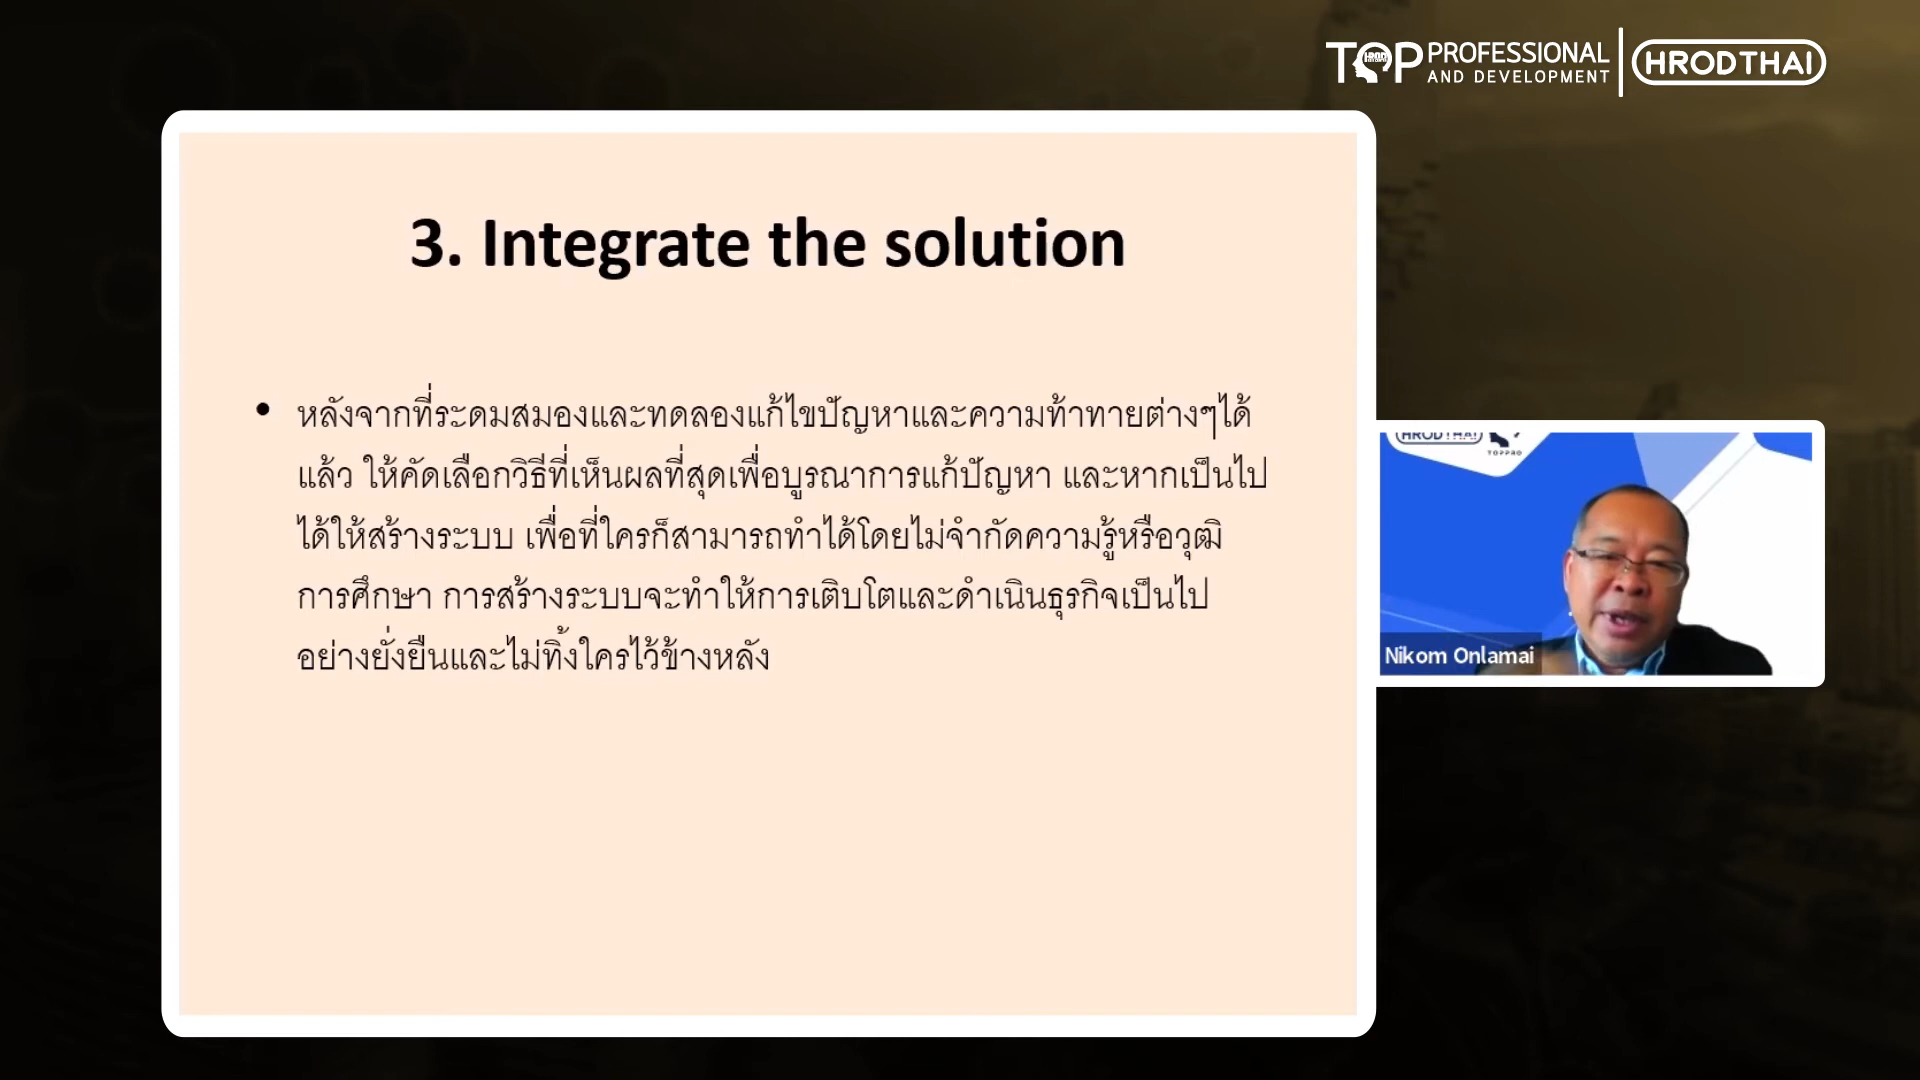 TOP PROFESSIONAL
AND DEVELOPMENT
HRODTHAI
3. Integrate the solution
• หลังจากที่ระดมสมองและทดลองแก้ไขปัญหาและความท้าทายต่างๆได้
แล้ว ให้คัดเลือกวิธีที่เห็นผลที่สุดเพื่อบูรณาการแก้ปัญหา และหากเป็นไป
ได้ให้สร้างระบบ เพื่อที่ใครก็สามารถทำได้โดยไม่จำกัดความรู้หรือวุฒิ
การศึกษา การสร้างระบบจะทำให้การเติบโตและดำเนินธุรกิจเป็นไป
อย่างยั่งยืนและไม่ทิ้งใครไว้ข้างหลัง
HRODTHAI
TOPPRO
Nikom Onlamai